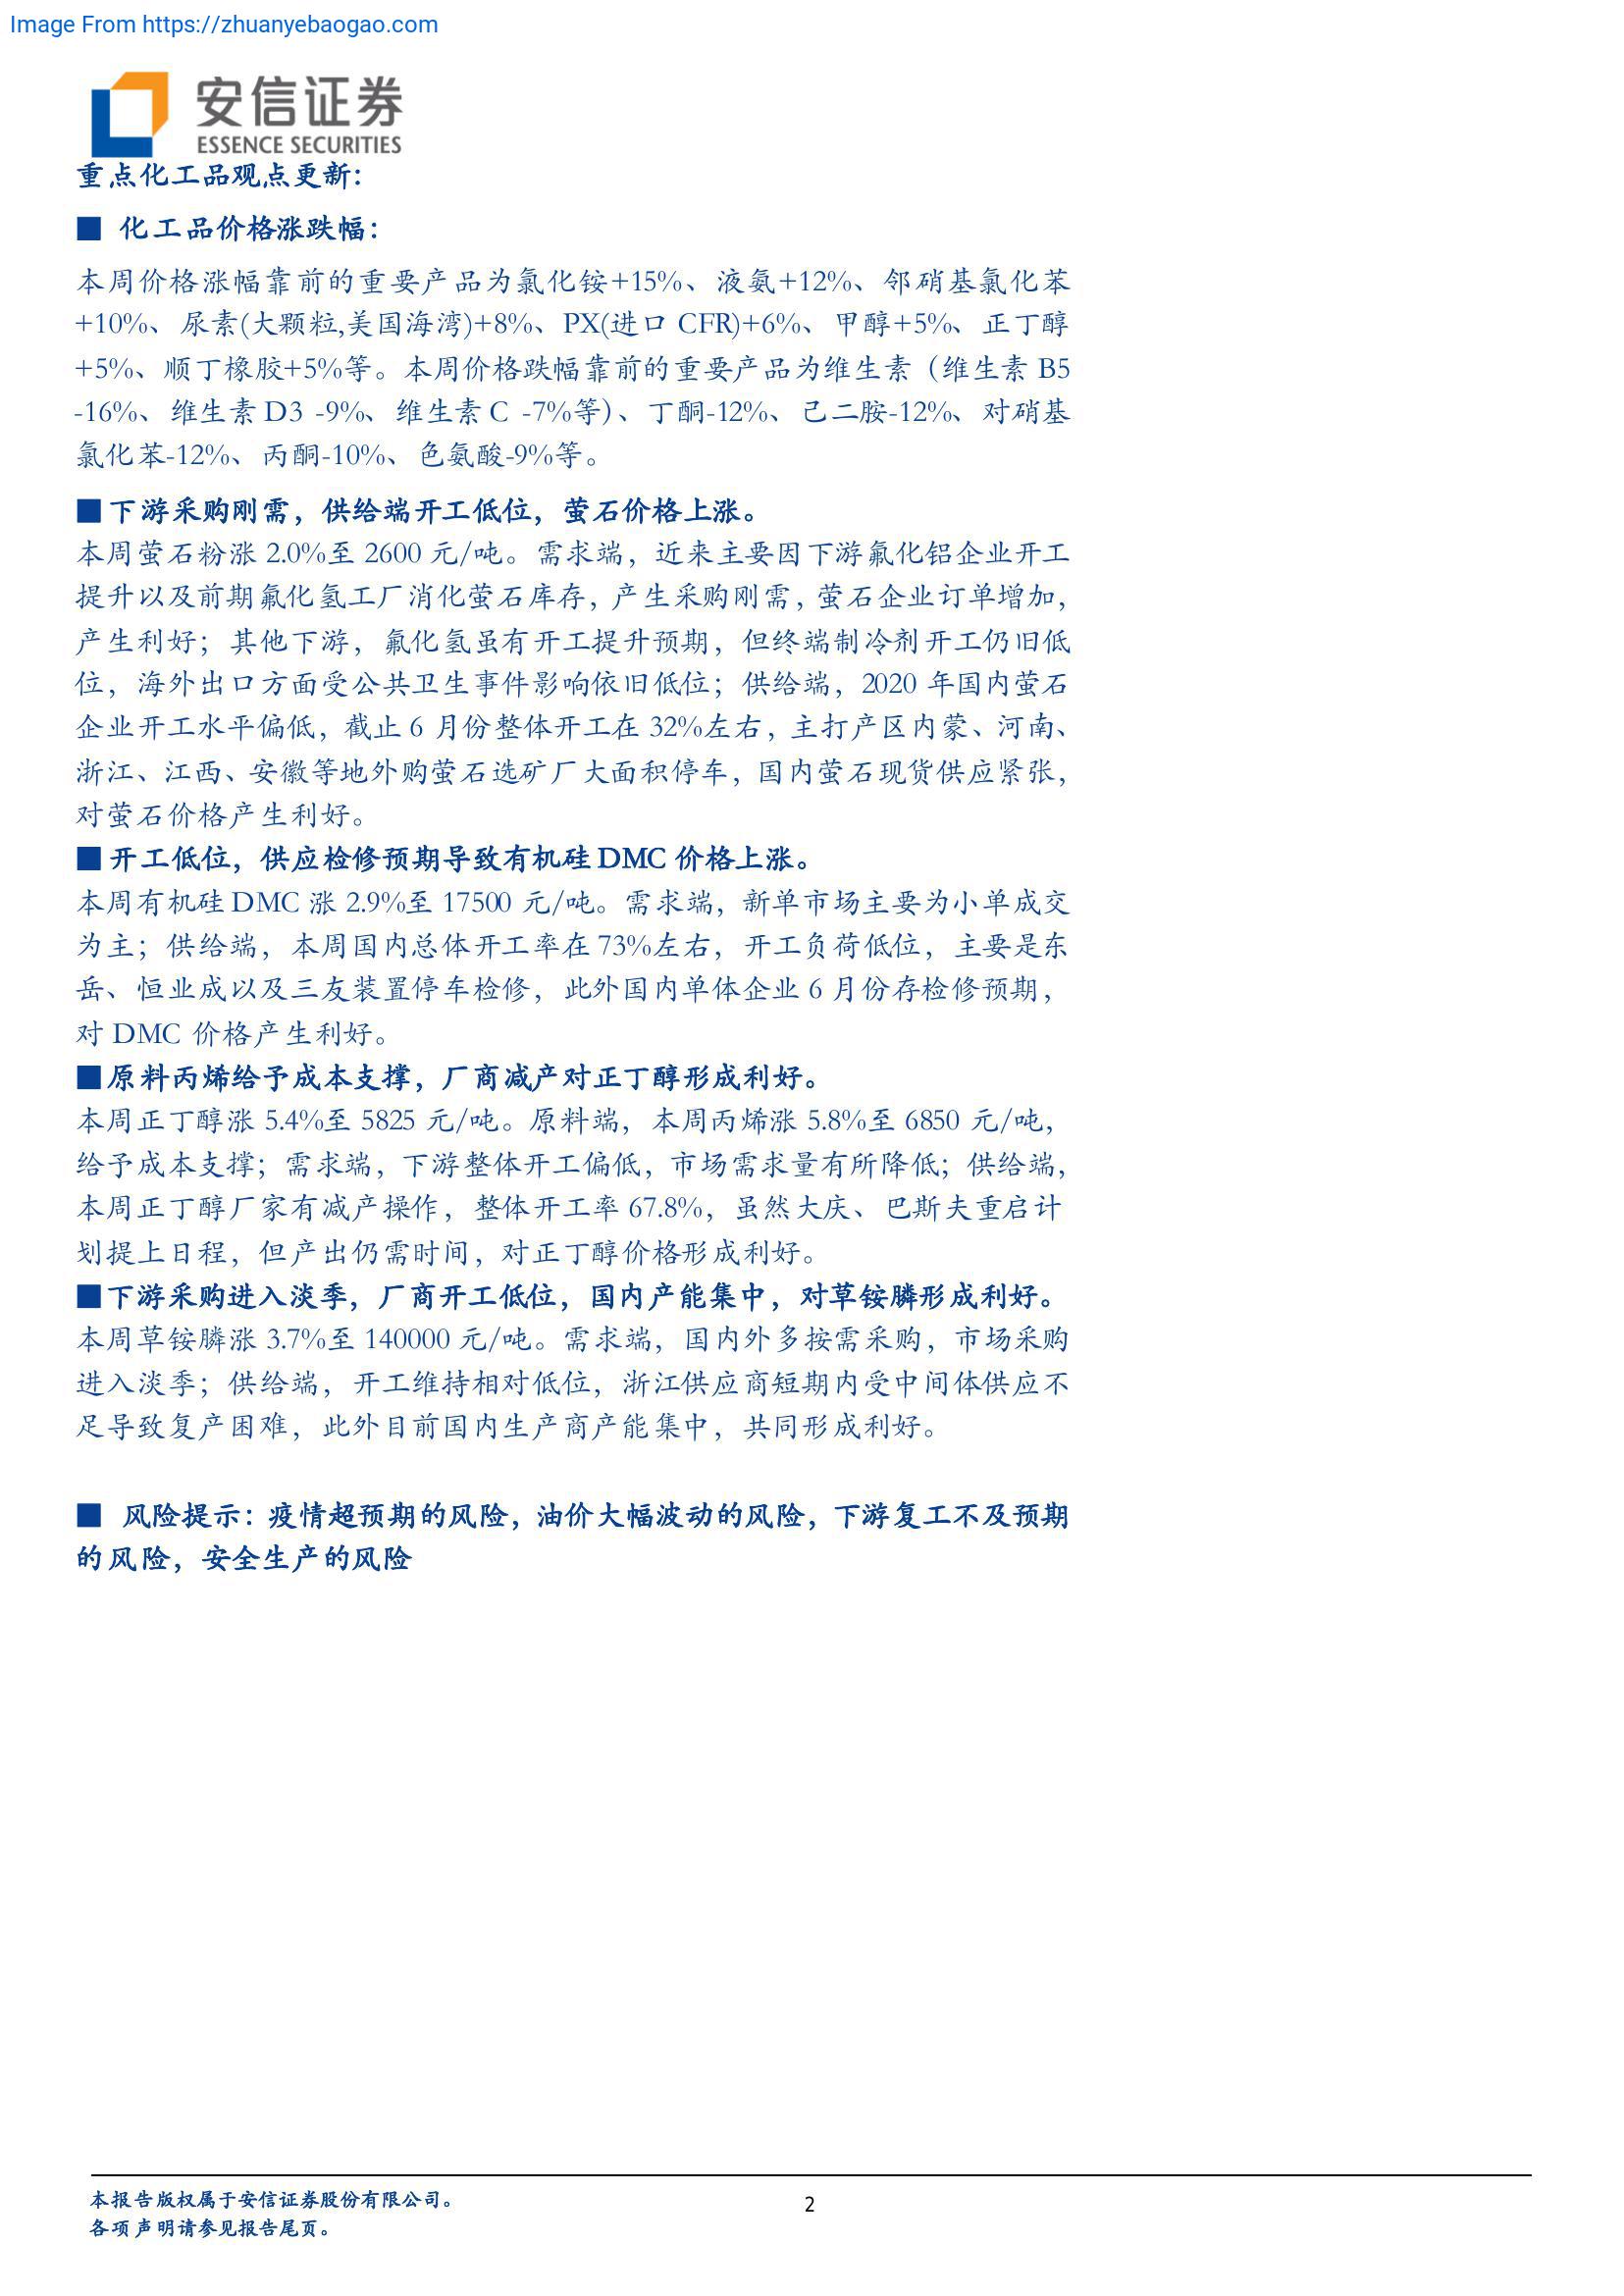 Image From https://zhuanyebaogao.com
安信证券
ESSENCE SECURITIES
重点化工品观点更新：
■ 化工品价格涨跌幅：
本周价格涨幅靠前的重要产品为氯化铵+15%、液氨+12%、邻硝基氯化苯
+10%、尿素(大颗粒,美国海湾)+8%、PX(进口 CFR)+6%、甲醇+5%、正丁醇
+5%、顺丁橡胶+5%等。本周价格跌幅靠前的重要产品为维生素（维生素 B5
-16%、维生素 D3 -9%、维生素 C -7%等）、丁酮-12%、己二胺-12%、对硝基
氯化苯-12%、丙酮-10%、色氨酸-9%等。
■下游采购刚需，供给端开工低位，萤石价格上涨。
本周萤石粉涨 2.0%至 2600 元/吨。需求端，近来主要因下游氟化铝企业开工
提升以及前期氟化氢工厂消化萤石库存，产生采购刚需，萤石企业订单增加，
产生利好；其他下游，氟化氢虽有开工提升预期，但终端制冷剂开工仍旧低
位，海外出口方面受公共卫生事件影响依旧低位；供给端，2020 年国内萤石
企业开工水平偏低，截止 6 月份整体开工在 32%左右，主打产区内蒙、河南、
浙江、江西、安徽等地外购萤石选矿厂大面积停车，国内萤石现货供应紧张，
对萤石价格产生利好。
■开工低位，供应检修预期导致有机硅 DMC 价格上涨。
本周有机硅 DMC 涨 2.9%至 17500 元/吨。需求端，新单市场主要为小单成交
为主；供给端，本周国内总体开工率在 73%左右，开工负荷低位，主要是东
岳、恒业成以及三友装置停车检修，此外国内单体企业 6 月份存检修预期，
对 DMC 价格产生利好。
■原料丙烯给予成本支撑，厂商减产对正丁醇形成利好。
本周正丁醇涨 5.4%至 5825 元/吨。原料端，本周丙烯涨 5.8%至 6850 元/吨，
给予成本支撑；需求端，下游整体开工偏低，市场需求量有所降低；供给端，
本周正丁醇厂家有减产操作，整体开工率 67.8%，虽然大庆、巴斯夫重启计
划提上日程，但产出仍需时间，对正丁醇价格形成利好。
■下游采购进入淡季，厂商开工低位，国内产能集中，对草铵膦形成利好。
本周草铵膦涨 3.7%至 140000 元/吨。需求端，国内外多按需采购，市场采购
进入淡季；供给端，开工维持相对低位，浙江供应商短期内受中间体供应不
足导致复产困难，此外目前国内生产商产能集中，共同形成利好。
■ 风险提示：疫情超预期的风险，油价大幅波动的风险，下游复工不及预期
的风险，安全生产的风险
本报告版权属于安信证券股份有限公司。
2
各项声明请参见报告尾页。